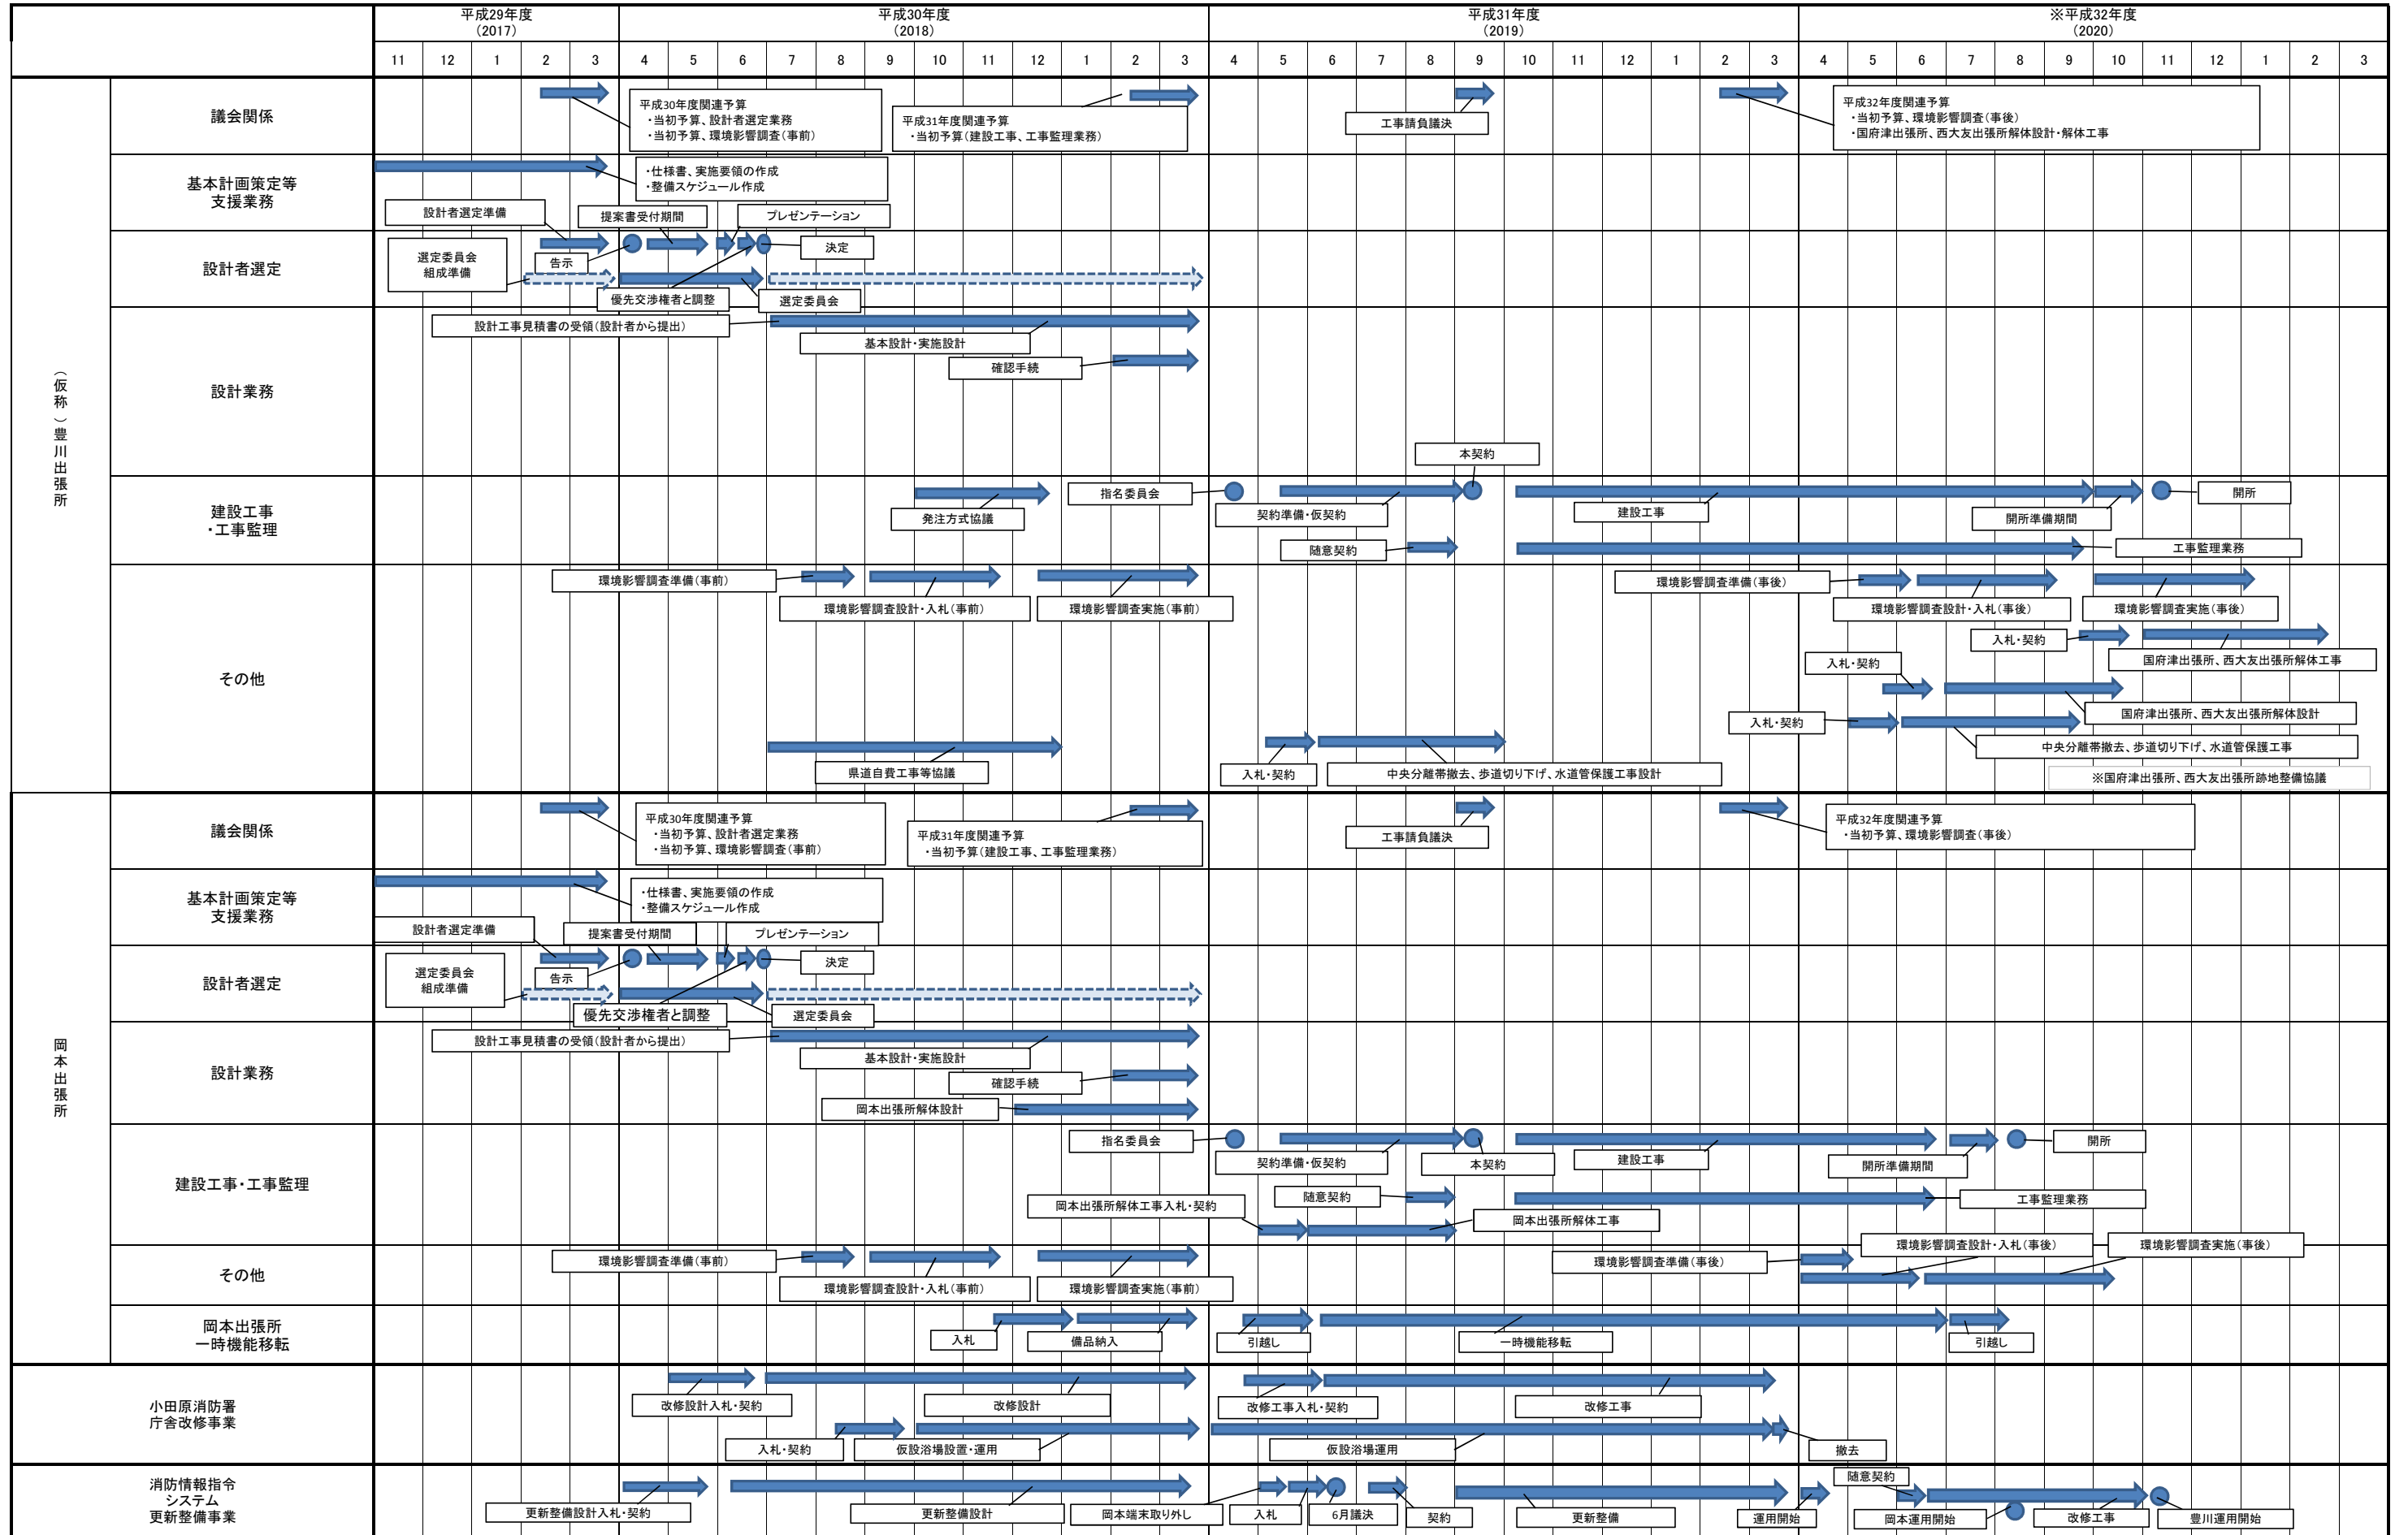 平成29年度
(2017)
平成30年度
(2018)
平成31年度
(2019)
※平成32年度
(2020)
11 12 1 2 3 4 5 6 7 8 9 10 11 12 1 2 3 4 5 6 7 8 9 10 11 12 1 2 3 4 5 6 7 8 9 10 11 12 1 2 3
（仮称）豊川出張所
議会関係
平成30年度関連予算
・当初予算、設計者選定業務
・当初予算、環境影響調査（事前）
平成31年度関連予算
・当初予算（建設工事、工事監理業務）
工事請負議決
平成32年度関連予算
・当初予算、環境影響調査（事後）
・国府津出張所、西大友出張所解体設計・解体工事
基本計画策定等
支援業務
・仕様書、実施要領の作成
・整備スケジュール作成
設計者選定準備
提案書受付期間
プレゼンテーション
設計者選定
選定委員会
組成準備
告示
決定
優先交渉権者と調整
選定委員会
設計業務
設計工事見積書の受領（設計者から提出）
基本設計・実施設計
確認手続
本契約
建設工事
・工事監理
発注方式協議
指名委員会
契約準備・仮契約
建設工事
開所準備期間
開所
随意契約
工事監理業務
その他
環境影響調査準備（事前）
環境影響調査設計・入札（事前）
環境影響調査実施（事前）
環境影響調査準備（事後）
環境影響調査設計・入札（事後）
環境影響調査実施（事後）
入札・契約
国府津出張所、西大友出張所解体工事
入札・契約
国府津出張所、西大友出張所解体設計
入札・契約
中央分離帯撤去、歩道切り下げ、水道管保護工事
県道自費工事等協議
入札・契約
中央分離帯撤去、歩道切り下げ、水道管保護工事設計
※国府津出張所、西大友出張所跡地整備協議
岡本出張所
議会関係
平成30年度関連予算
・当初予算、設計者選定業務
・当初予算、環境影響調査（事前）
平成31年度関連予算
・当初予算（建設工事、工事監理業務）
工事請負議決
平成32年度関連予算
・当初予算、環境影響調査（事後）
基本計画策定等
支援業務
・仕様書、実施要領の作成
・整備スケジュール作成
設計者選定準備
提案書受付期間
プレゼンテーション
設計者選定
選定委員会
組成準備
告示
決定
優先交渉権者と調整
選定委員会
設計業務
設計工事見積書の受領（設計者から提出）
基本設計・実施設計
確認手続
岡本出張所解体設計
建設工事・工事監理
指名委員会
契約準備・仮契約
本契約
建設工事
開所準備期間
開所
随意契約
工事監理業務
岡本出張所解体工事入札・契約
岡本出張所解体工事
その他
環境影響調査準備（事前）
環境影響調査設計・入札（事前）
環境影響調査実施（事前）
環境影響調査準備（事後）
環境影響調査設計・入札（事後）
環境影響調査実施（事後）
岡本出張所
一時機能移転
入札
備品納入
引越し
一時機能移転
引越し
小田原消防署
庁舎改修事業
改修設計入札・契約
改修設計
改修工事入札・契約
改修工事
入札・契約
仮設浴場設置・運用
仮設浴場運用
撤去
消防情報指令
システム
更新整備事業
更新整備設計入札・契約
更新整備設計
岡本端末取り外し
入札
6月議決
契約
更新整備
運用開始
随意契約
岡本運用開始
改修工事
豊川運用開始